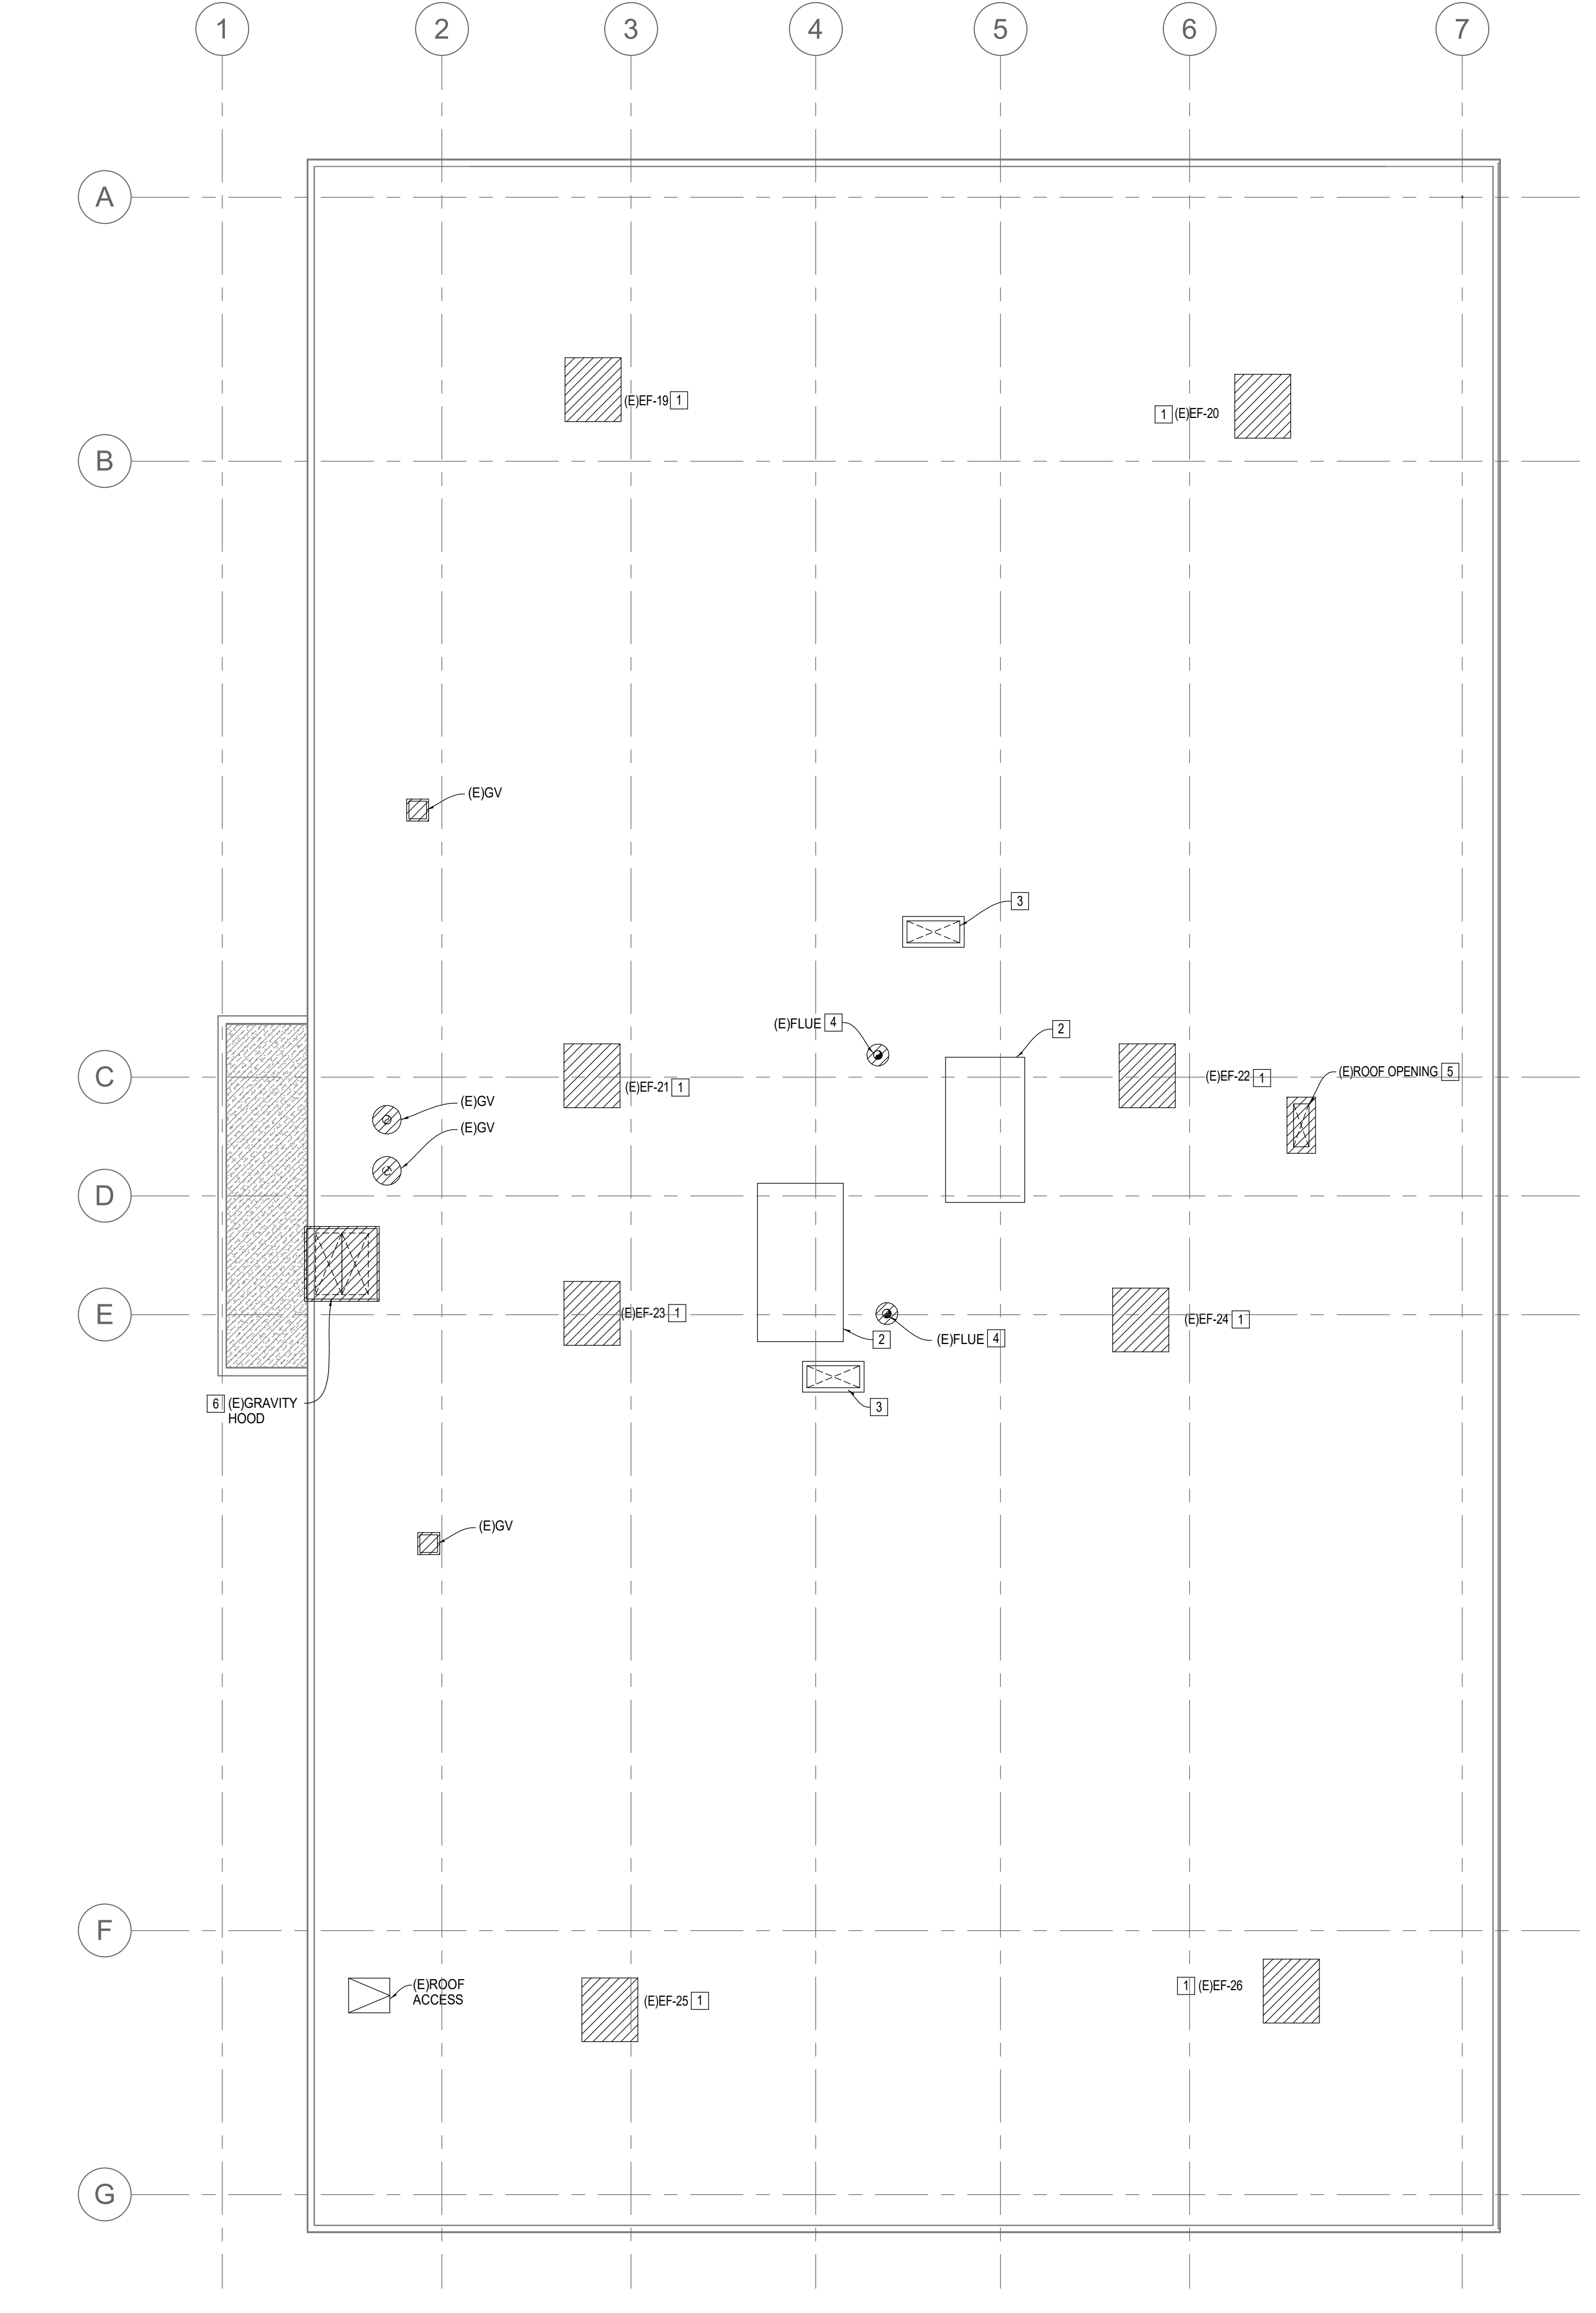 1 2 3 4 5 6 7
A
(E)EF-19 1
1 (E)EF-20
B
(E)GV
3
(E)FLUE 4
2
C
(E)EF-21 1
(E)EF-22 1
(E)ROOF OPENING 5
(E)GV
(E)GV
D
E
(E)EF-23 1
(E)EF-24 1
2
(E)FLUE 4
6 (E)GRAVITY
HOOD
3
(E)GV
F
(E)ROOF
ACCESS
(E)EF-25 1
1 (E)EF-26
G